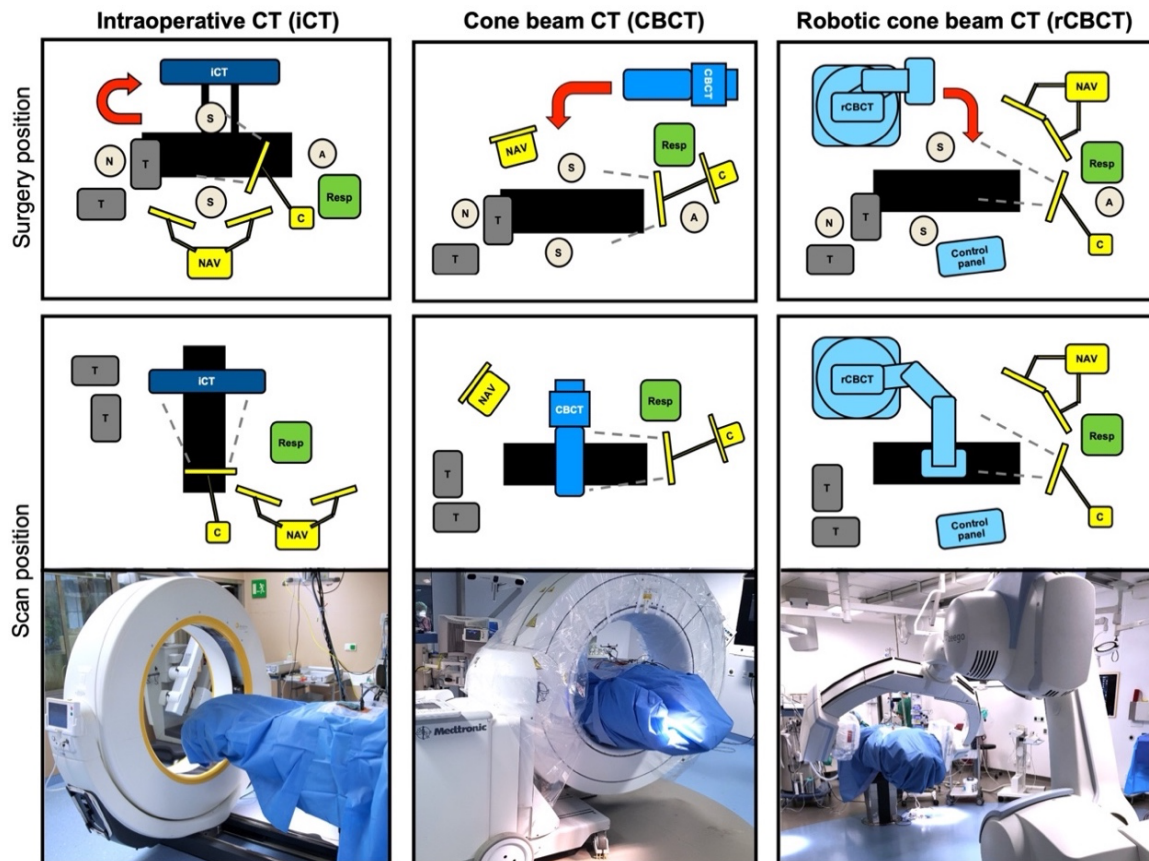 Intraoperative CT (iCT)
Cone beam CT (CBCT)
Robotic cone beam CT (rCBCT)
Surgery position
iCT
S
N
T
A
T
S
Resp
C
NAV
CBCT
NAV
S
Resp
C
N
T
A
S
T
rCBCT
NAV
S
Resp
A
T
N
S
T
Control
panel
C
Scan position
T
iCT
T
Resp
C
NAV
NAV
CBCT
Resp
C
T
T
rCBCT
NAV
Resp
T
T
Control
panel
C
Medtronic